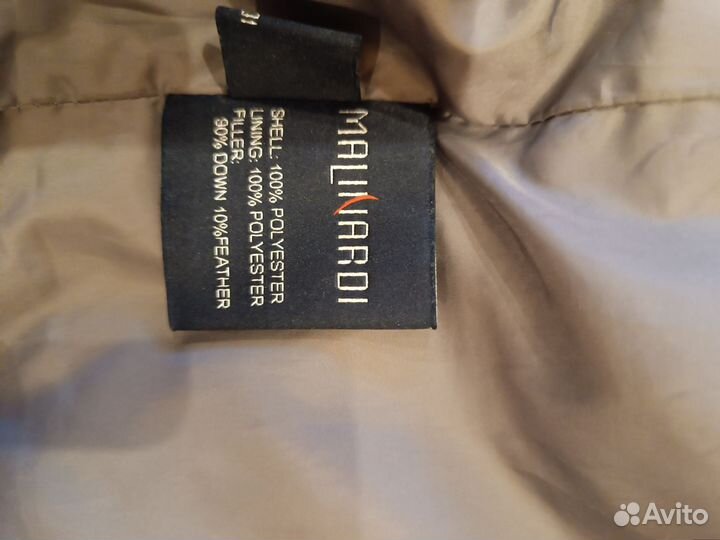 MALINARDI
SHELL: 100% POLYESTER
LINING: 100% POLYESTER
FILLER:
90% DOWN 10%FEATHER
Avito